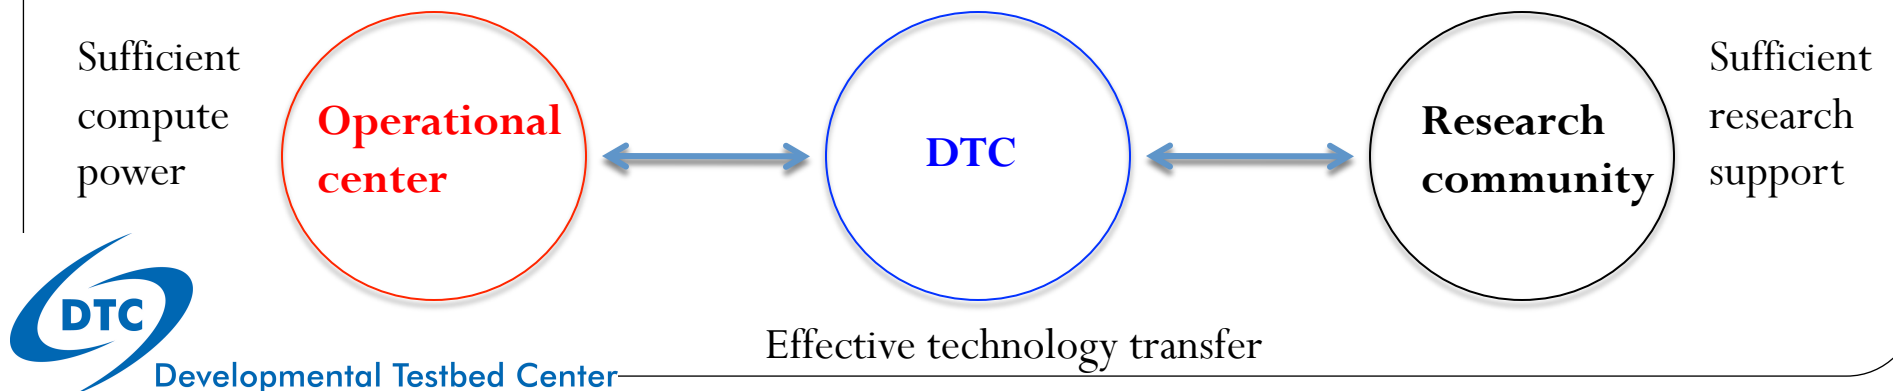 Sufficient
compute
power
Operational
center
DTC
Research
community
Sufficient
research
support
DTC
Developmental Testbed Center
Effective technology transfer